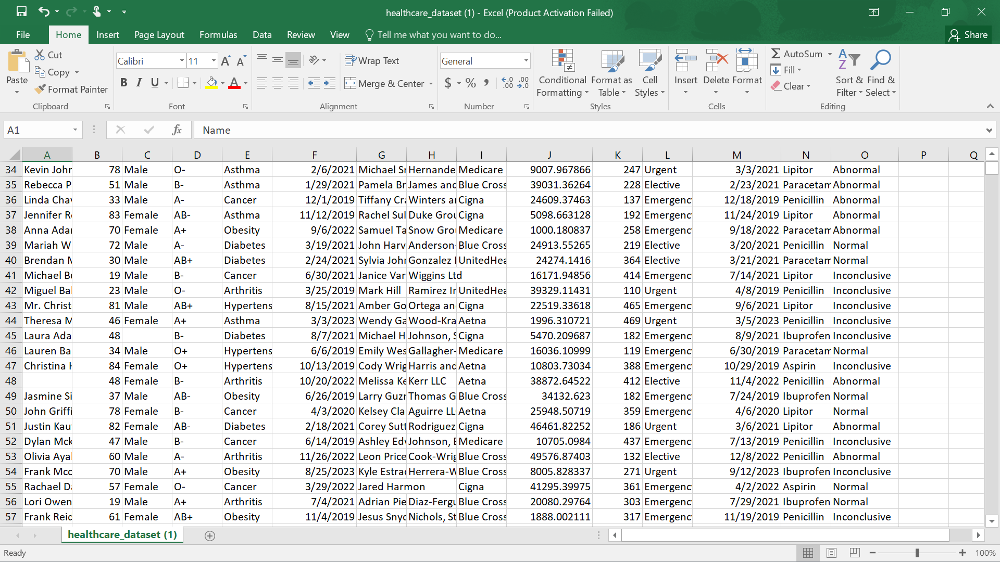 healthcare_dataset (1) - Excel (Product Activation Failed)
File Home Insert Page Layout Formulas Data Review View Tell me what you want to do... Share
Paste Cut Copy Format Painter Clipboard
Calibri 11 A A B I U A Font
Wrap Text Merge & Center Alignment
General $ % , .0 .00 .00 .0 Number
Conditional Formatting Format as Table Cell Styles Styles
Insert Delete Format Cells
AutoSum Fill Clear Sort & Filter Find & Select Editing
A1 fx Name
A B C D E F G H I J K L M N O P Q
34 Kevin Johr 78 Male O- Asthma 2/6/2021 Michael Sr Hernande Medicare 9007.967866 247 Urgent 3/3/2021 Lipitor Abnormal
35 Rebecca P 51 Male B- Asthma 1/29/2021 Pamela Br James and Blue Cross 39031.36264 228 Elective 2/23/2021 Paracetam Abnormal
36 Linda Chav 33 Male A- Cancer 12/1/2019 Tiffany Cra Winters ar Cigna 24609.37463 137 Emergenc 12/18/2019 Penicillin Abnormal
37 Jennifer R 83 Female AB- Asthma 11/12/2019 Rachel Sul Duke Grou Cigna 5098.663128 192 Emergenc 11/24/2019 Lipitor Abnormal
38 Anna Adar 70 Female A+ Obesity 9/6/2022 Samuel Ta Snow Grou Medicare 1000.180837 258 Emergenc 9/18/2022 Paracetam Abnormal
39 Mariah W 72 Male A- Diabetes 3/19/2021 John Harv Anderson- Blue Cross 24913.55265 219 Elective 3/20/2021 Penicillin Normal
40 Brendan M 30 Male AB+ Diabetes 2/24/2021 Sylvia Johr Gonzalez I UnitedHea 24274.1416 364 Elective 3/21/2021 Paracetam Normal
41 Michael Bu 19 Male B- Cancer 6/30/2021 Janice Var Wiggins Ltd 16171.94856 414 Emergenc 7/14/2021 Lipitor Inconclusive
42 Miguel Bal 23 Male O- Arthritis 3/25/2019 Mark Hill Ramirez Ir UnitedHea 39329.11431 110 Urgent 4/8/2019 Penicillin Inconclusive
43 Mr. Christ 81 Male AB+ Hypertens 8/15/2021 Amber Go Ortega an Cigna 22519.33618 465 Emergenc 9/6/2021 Lipitor Inconclusive
44 Theresa M 46 Female A+ Asthma 3/3/2023 Wendy Ga Wood-Kra Aetna 1996.310721 469 Urgent 3/5/2023 Penicillin Inconclusive
45 Laura Ada 48 B- Diabetes 8/7/2021 Michael H Johnson, S Cigna 5470.209687 182 Emergenc 8/9/2021 Ibuprofen Inconclusive
46 Lauren Ba 34 Male O+ Hypertens 6/6/2019 Emily Wes Gallagher- Medicare 16036.10999 119 Emergenc 6/30/2019 Paracetam Normal
47 Christina H 84 Female O+ Hypertens 10/13/2019 Cody Wrig Harris and Aetna 10803.73034 388 Emergenc 10/29/2019 Aspirin Inconclusive
48 48 Female B- Arthritis 10/20/2022 Melissa Ke Kerr LLC Aetna 38872.64522 412 Elective 11/4/2022 Penicillin Abnormal
49 Jasmine Si 37 Male AB- Obesity 6/26/2019 Larry Guzr Thomas G Blue Cross 34132.623 182 Emergenc 7/24/2019 Ibuprofen Normal
50 John Griffi 78 Female B- Cancer 4/3/2020 Kelsey Cla Aguirre LL Aetna 25948.50719 359 Emergenc 4/6/2020 Lipitor Normal
51 Justin Kau 82 Female AB- Diabetes 2/18/2021 Corey Sutt Rodriguez Cigna 46461.82252 186 Urgent 3/6/2021 Lipitor Abnormal
52 Dylan Mck 47 Male B- Cancer 6/14/2019 Ashley Edv Johnson, E Medicare 10705.0984 437 Emergenc 7/13/2019 Penicillin Inconclusive
53 Olivia Aya 60 Male A- Arthritis 11/26/2022 Leon Price Cook-Wrig Blue Cross 49576.87403 132 Elective 12/8/2022 Penicillin Abnormal
54 Frank Mcc 70 Male A+ Obesity 8/25/2023 Kyle Estrad Herrera-W Blue Cross 8005.828337 271 Urgent 9/12/2023 Ibuprofen Inconclusive
55 Rachael D 57 Female O- Cancer 3/29/2022 Jared Harmon Cigna 41295.39975 361 Emergenc 4/2/2022 Aspirin Normal
56 Lori Owen 19 Male A+ Arthritis 7/4/2021 Adrian Pie Diaz-Fergu Blue Cross 20080.29764 303 Emergenc 7/29/2021 Ibuprofen Normal
57 Frank Reid 61 Female AB+ Obesity 11/4/2019 Jesus Snyd Nichols, St Blue Cross 1888.002111 317 Emergenc 11/19/2019 Penicillin Inconclusive
healthcare_dataset (1)
Ready 100%